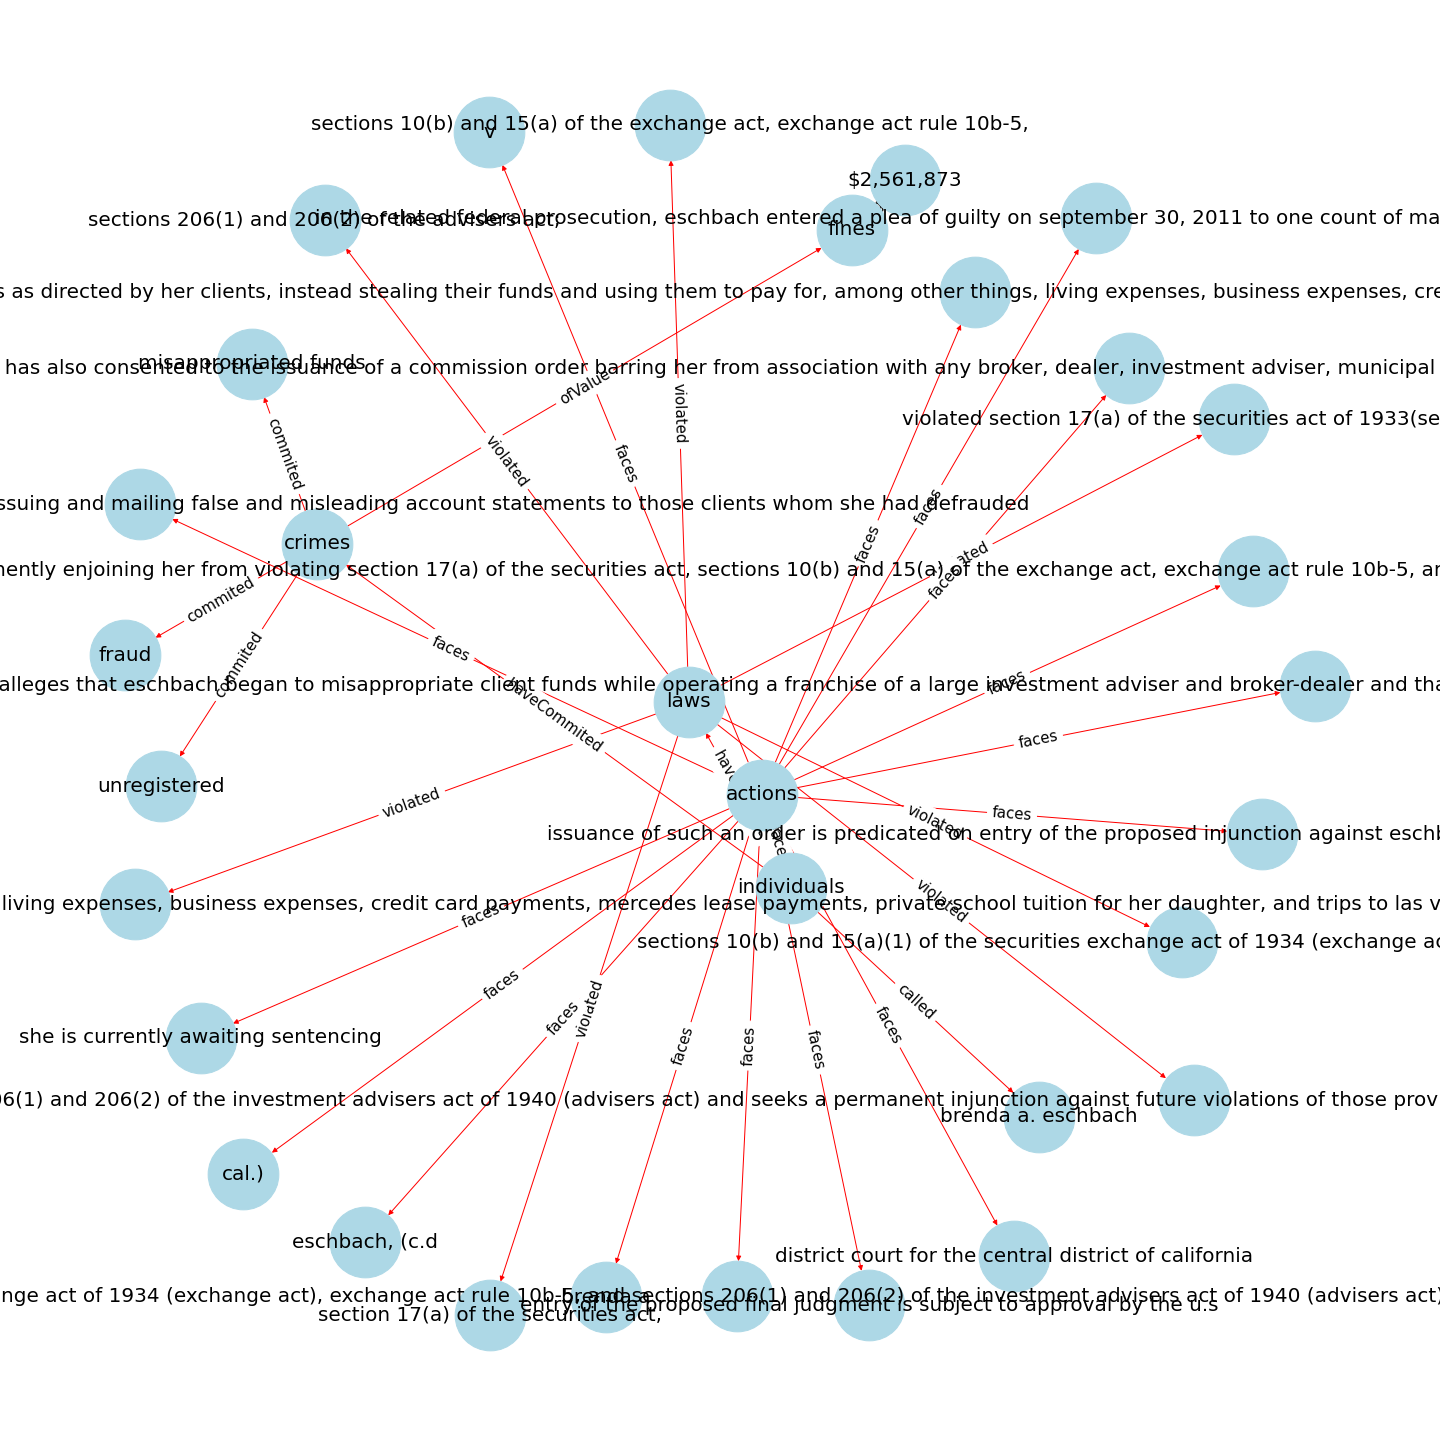 sections 10(b) and 15(a) of the exchange act, exchange act rule 10b-5,
v
$2,561,873
sections 206(1) and 206(2) of the advisers act,
in the related federal prosecution, eschbach entered a plea of guilty on september 30, 2011 to one count of ma
fines
s as directed by her clients, instead stealing their funds and using them to pay for, among other things, living expenses, business expenses, cre
misappropriated funds
has also consented to the issuance of a commission order barring her from association with any broker, dealer, investment adviser, municipal
ofValue
violated
violated section 17(a) of the securities act of 1933(se
commited
violated
faces
ssuing and mailing false and misleading account statements to those clients whom she had defrauded
faces
crimes
faces
faces
nently enjoining her from violating section 17(a) of the securities act, sections 10(b) and 15(a) of the exchange act, exchange act rule 10b-5, an
commited
faces
fraud
commited
alleges that eschbach began to misappropriate client funds while operating a franchise of a large investment adviser and broker-dealer and tha
faces
laws
haveCommited
faces
unregistered
actions
violated
faces
violated
issuance of such an order is predicated on entry of the proposed injunction against eschb
individuals
living expenses, business expenses, credit card payments, mercedes lease payments, private school tuition for her daughter, and trips to las v
violated
faces
sections 10(b) and 15(a)(1) of the securities exchange act of 1934 (exchange ac
faces
called
violated
faces
faces
she is currently awaiting sentencing
faces
faces
faces
06(1) and 206(2) of the investment advisers act of 1940 (advisers act) and seeks a permanent injunction against future violations of those prov
brenda a. eschbach
cal.)
eschbach, (c.d
district court for the central district of california
nge act of 1934 (exchange act), exchange act rule 10b-5, and sections 206(1) and 206(2) of the investment advisers act of 1940 (advisers act)
brenda a
entry of the proposed final judgment is subject to approval by the u.s
section 17(a) of the securities act,